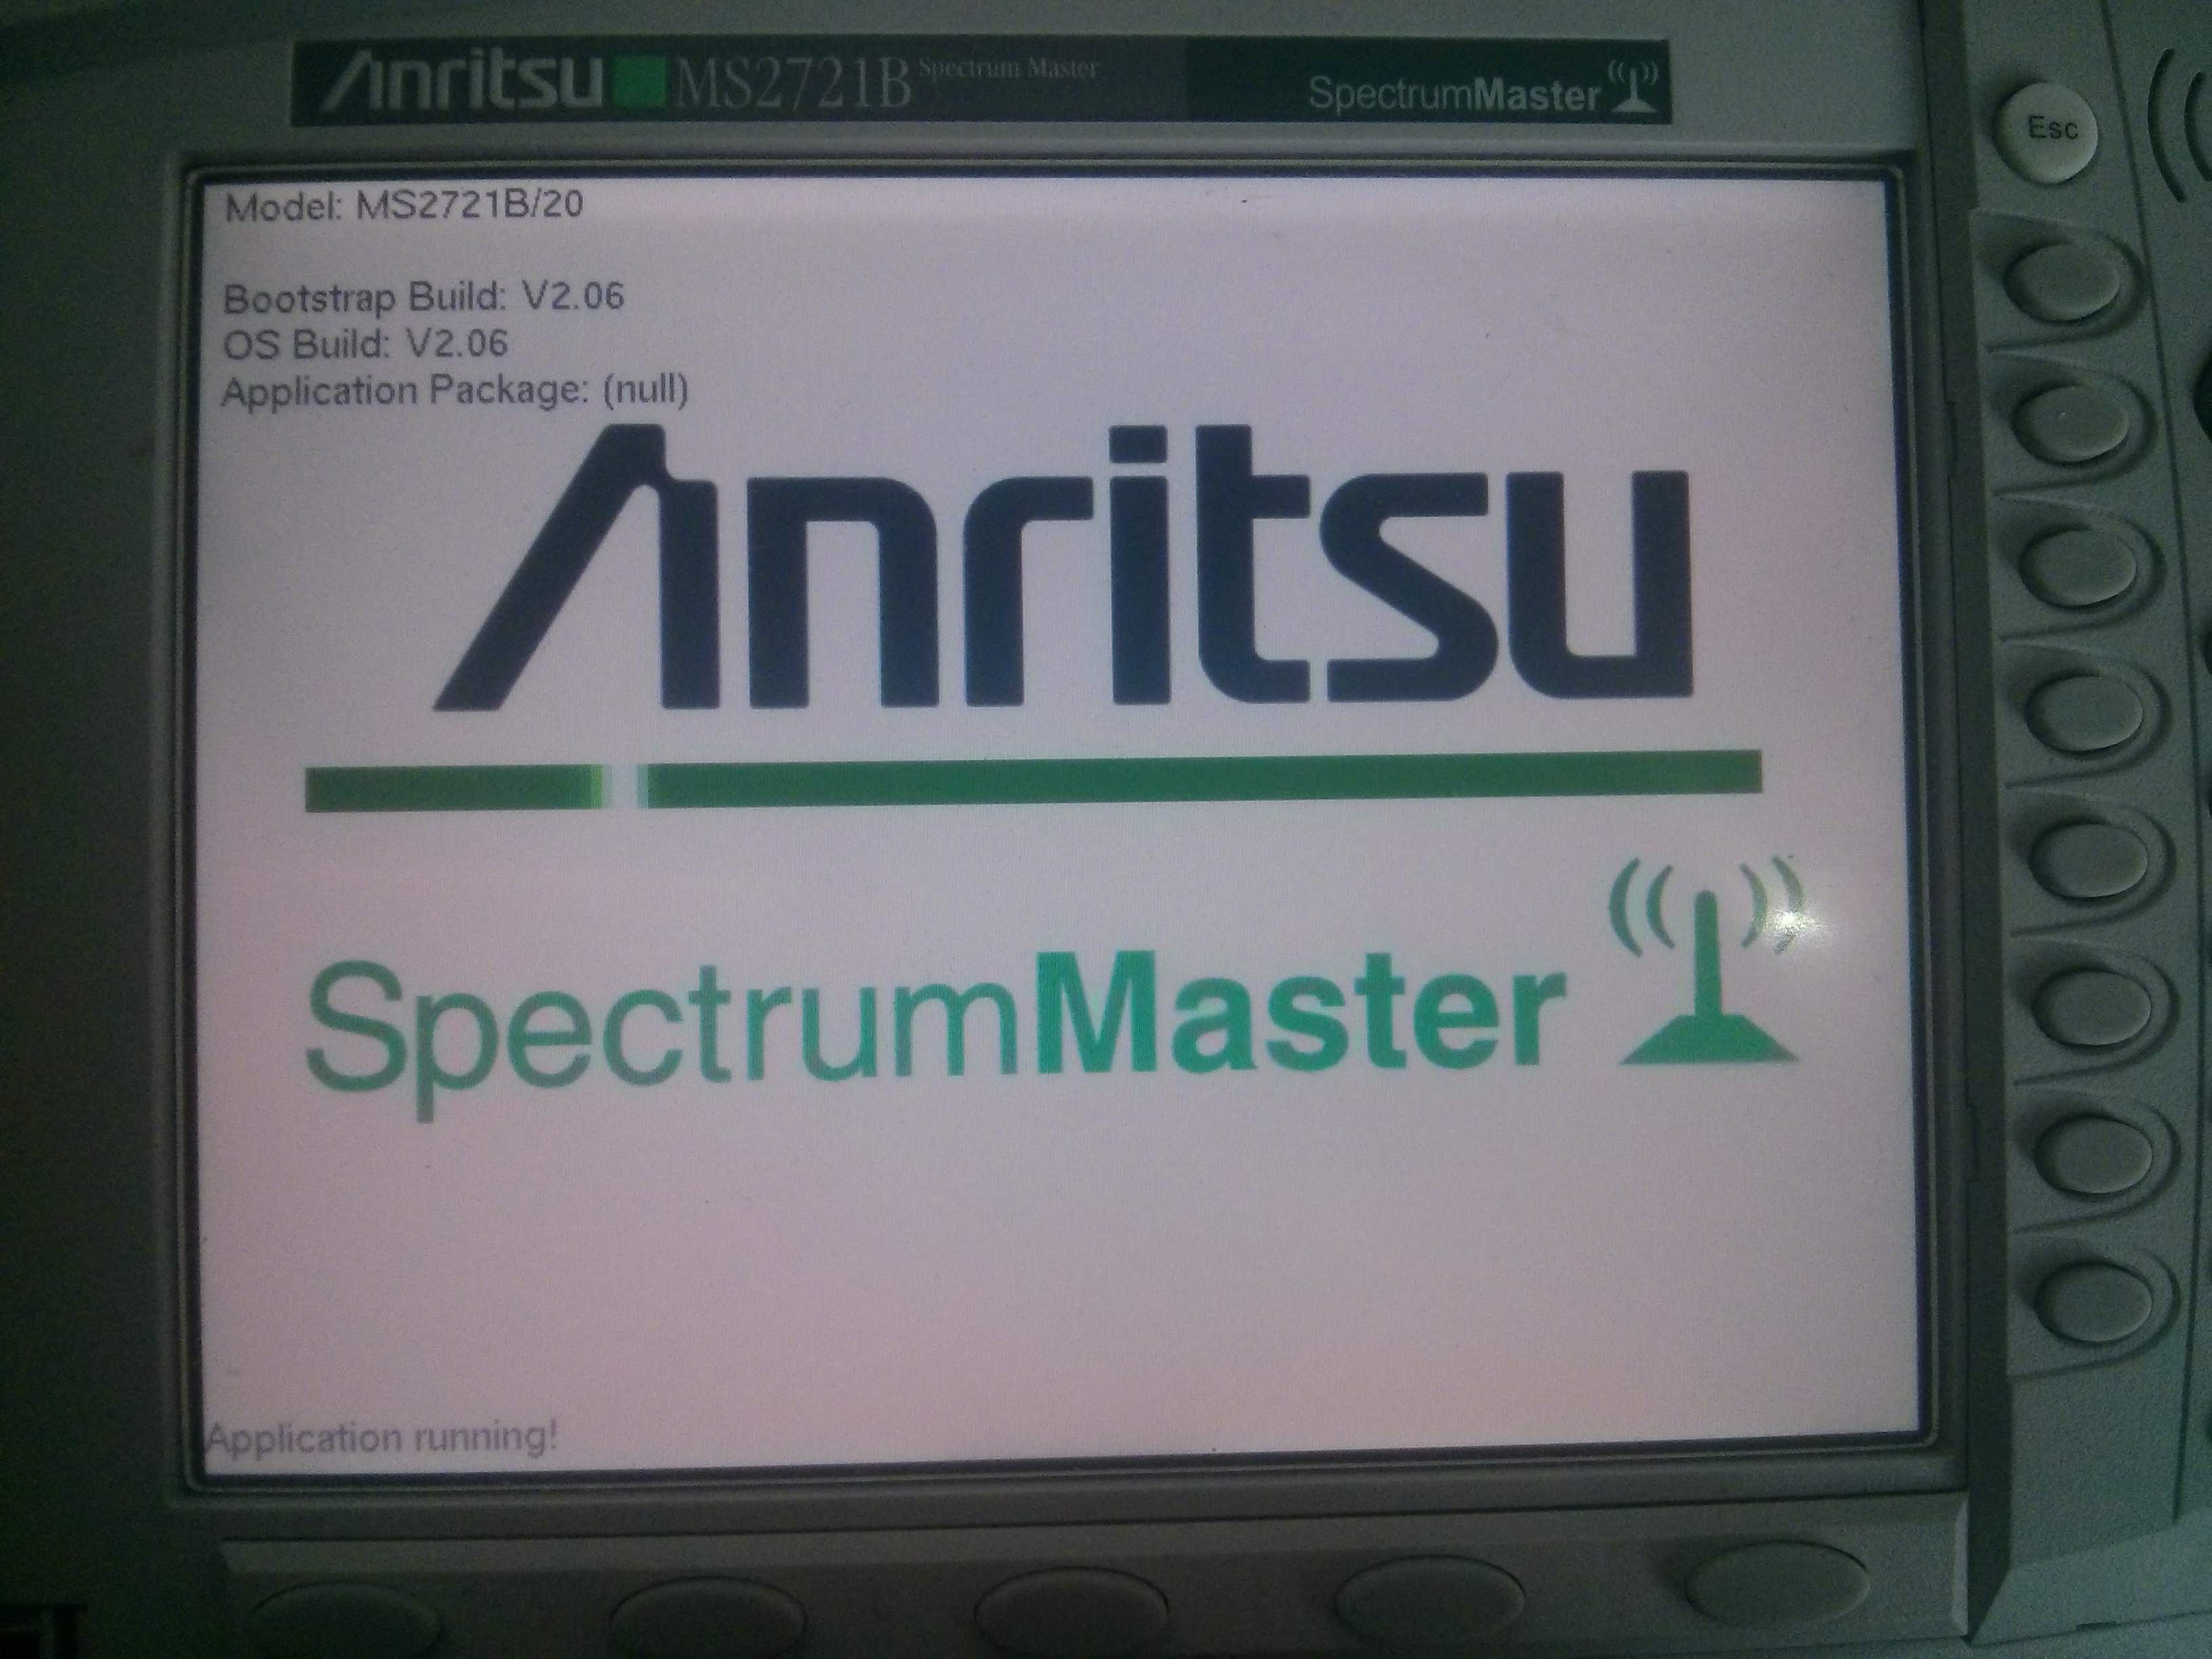 Anritsu MS2721B Spectrum Master SpectrumMaster
Esc
Model: MS2721B/20
Bootstrap Build: V2.06
OS Build: V2.06
Application Package: (null)
Anritsu
SpectrumMaster
Application running!